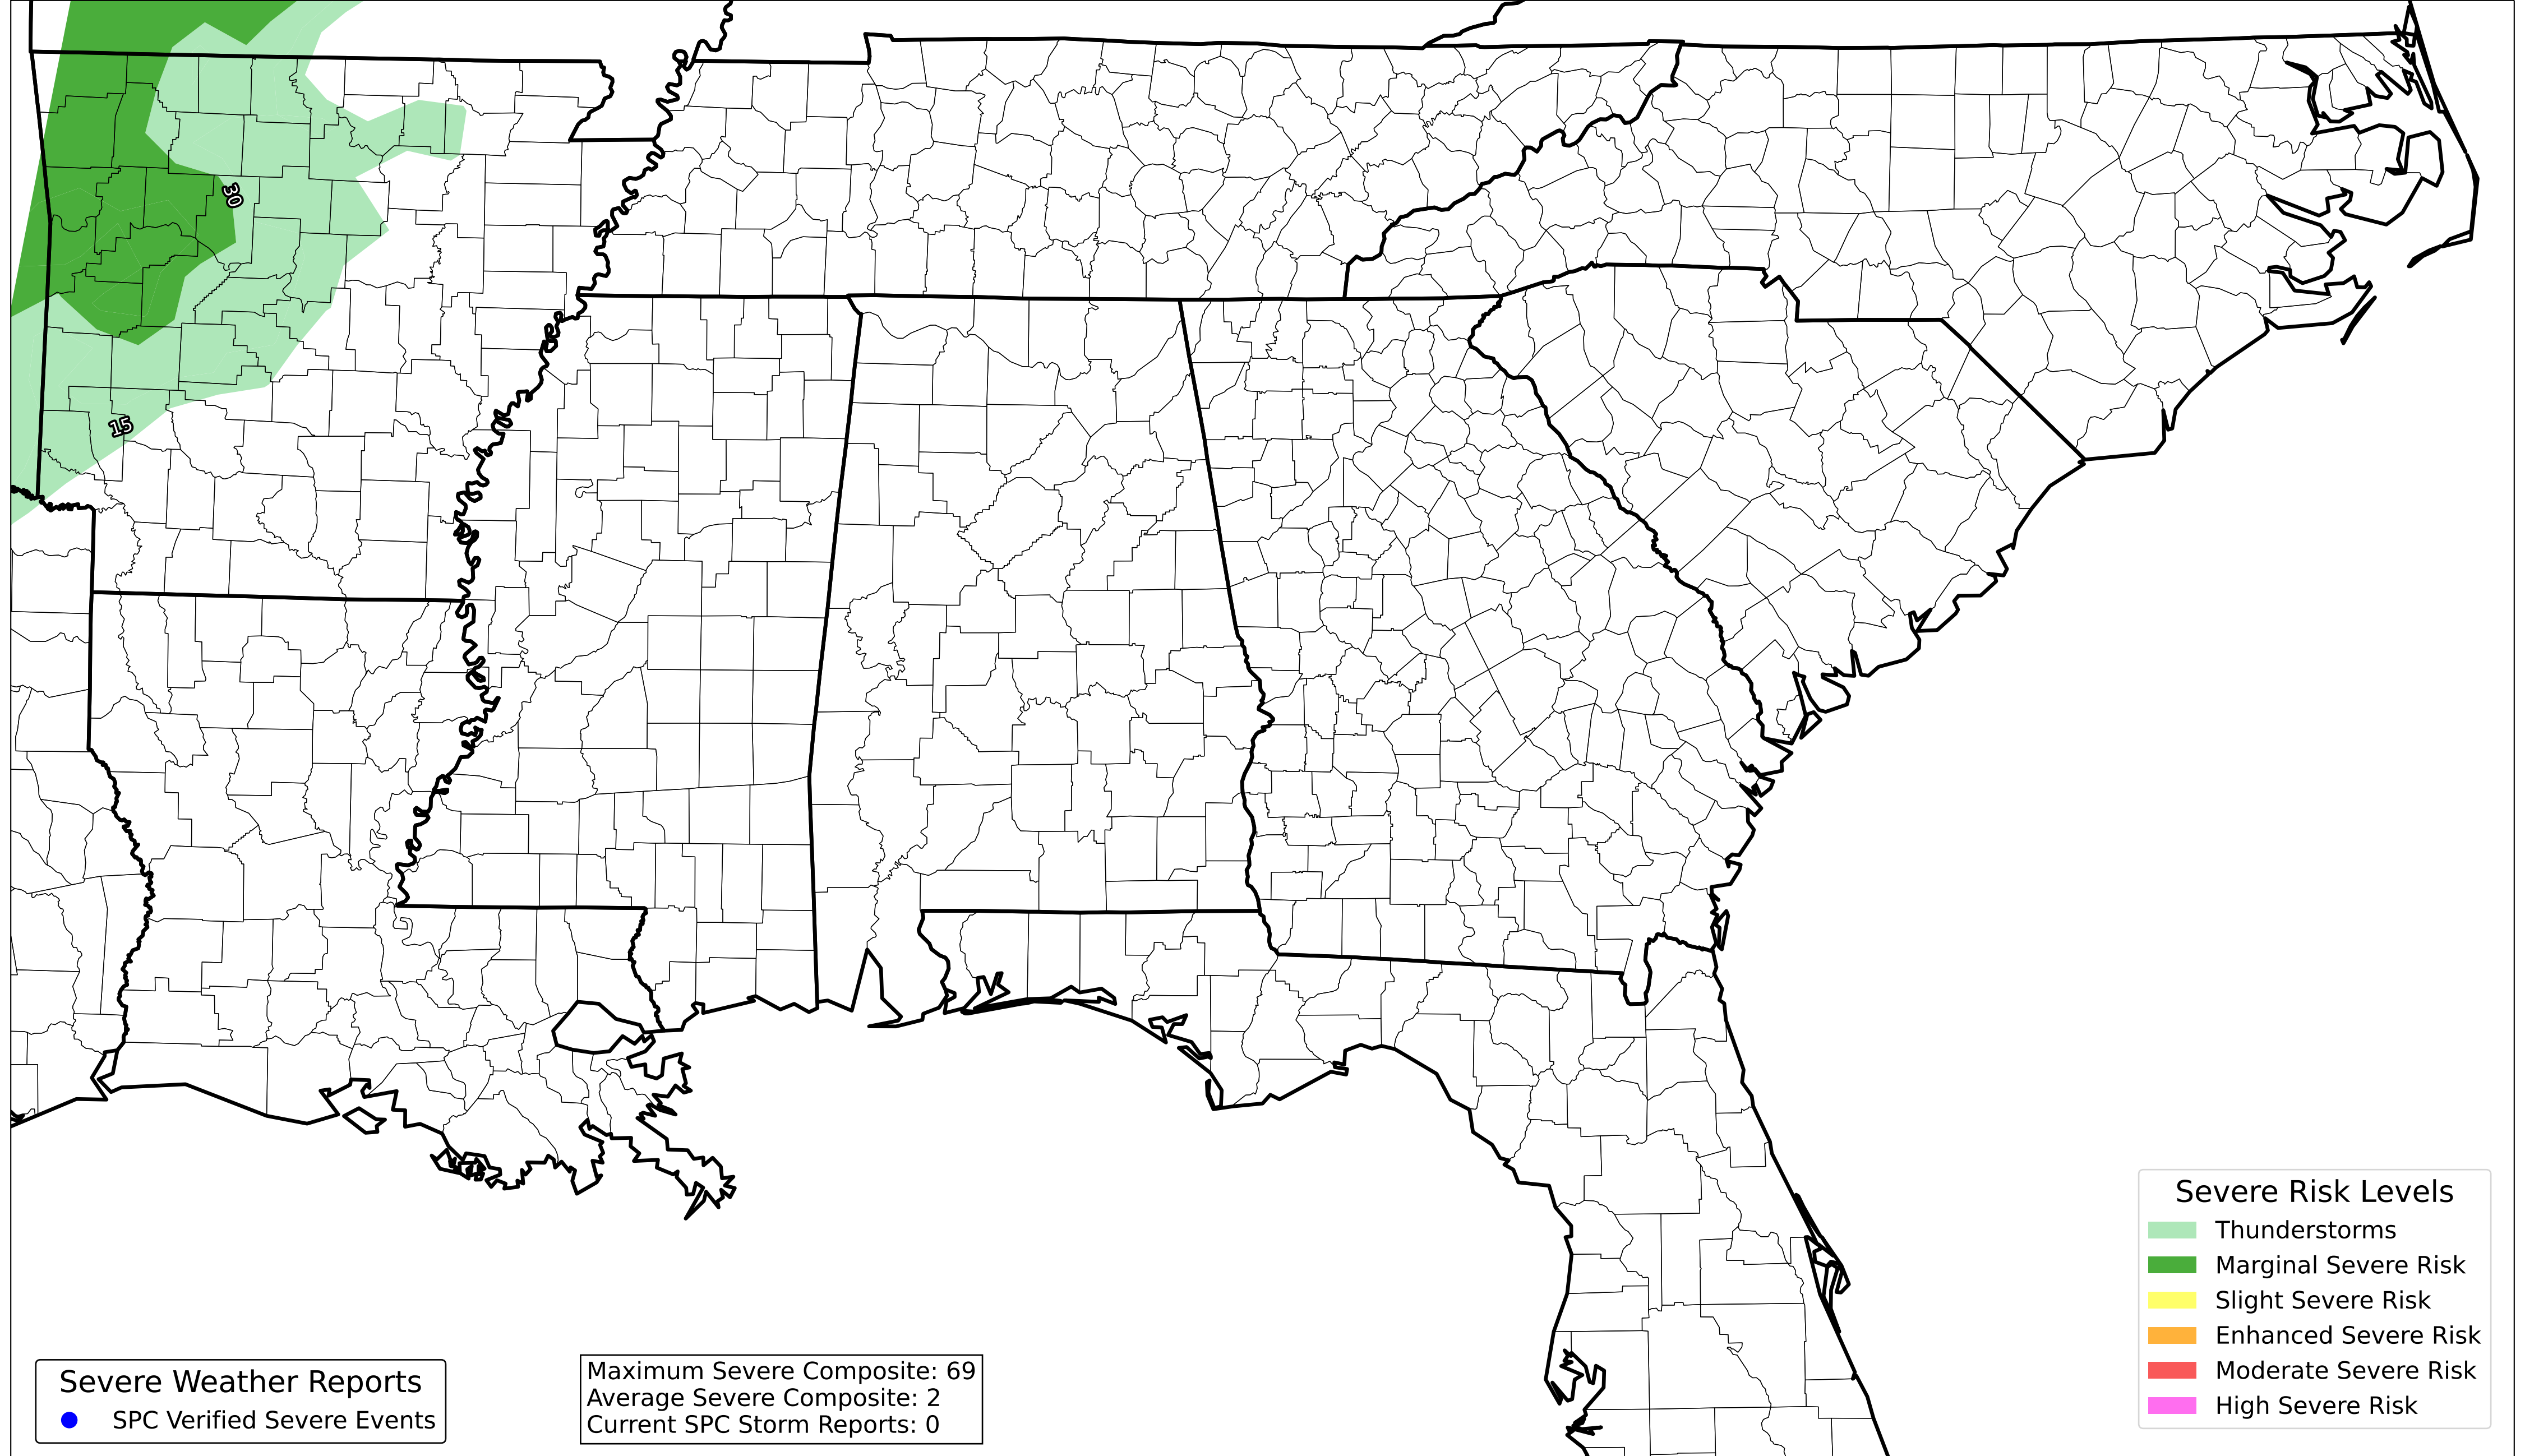 30
15
Severe Risk Levels
Thunderstorms
Marginal Severe Risk
Slight Severe Risk
Enhanced Severe Risk
Moderate Severe Risk
High Severe Risk
Severe Weather Reports
SPC Verified Severe Events
Maximum Severe Composite: 69
Average Severe Composite: 2
Current SPC Storm Reports: 0